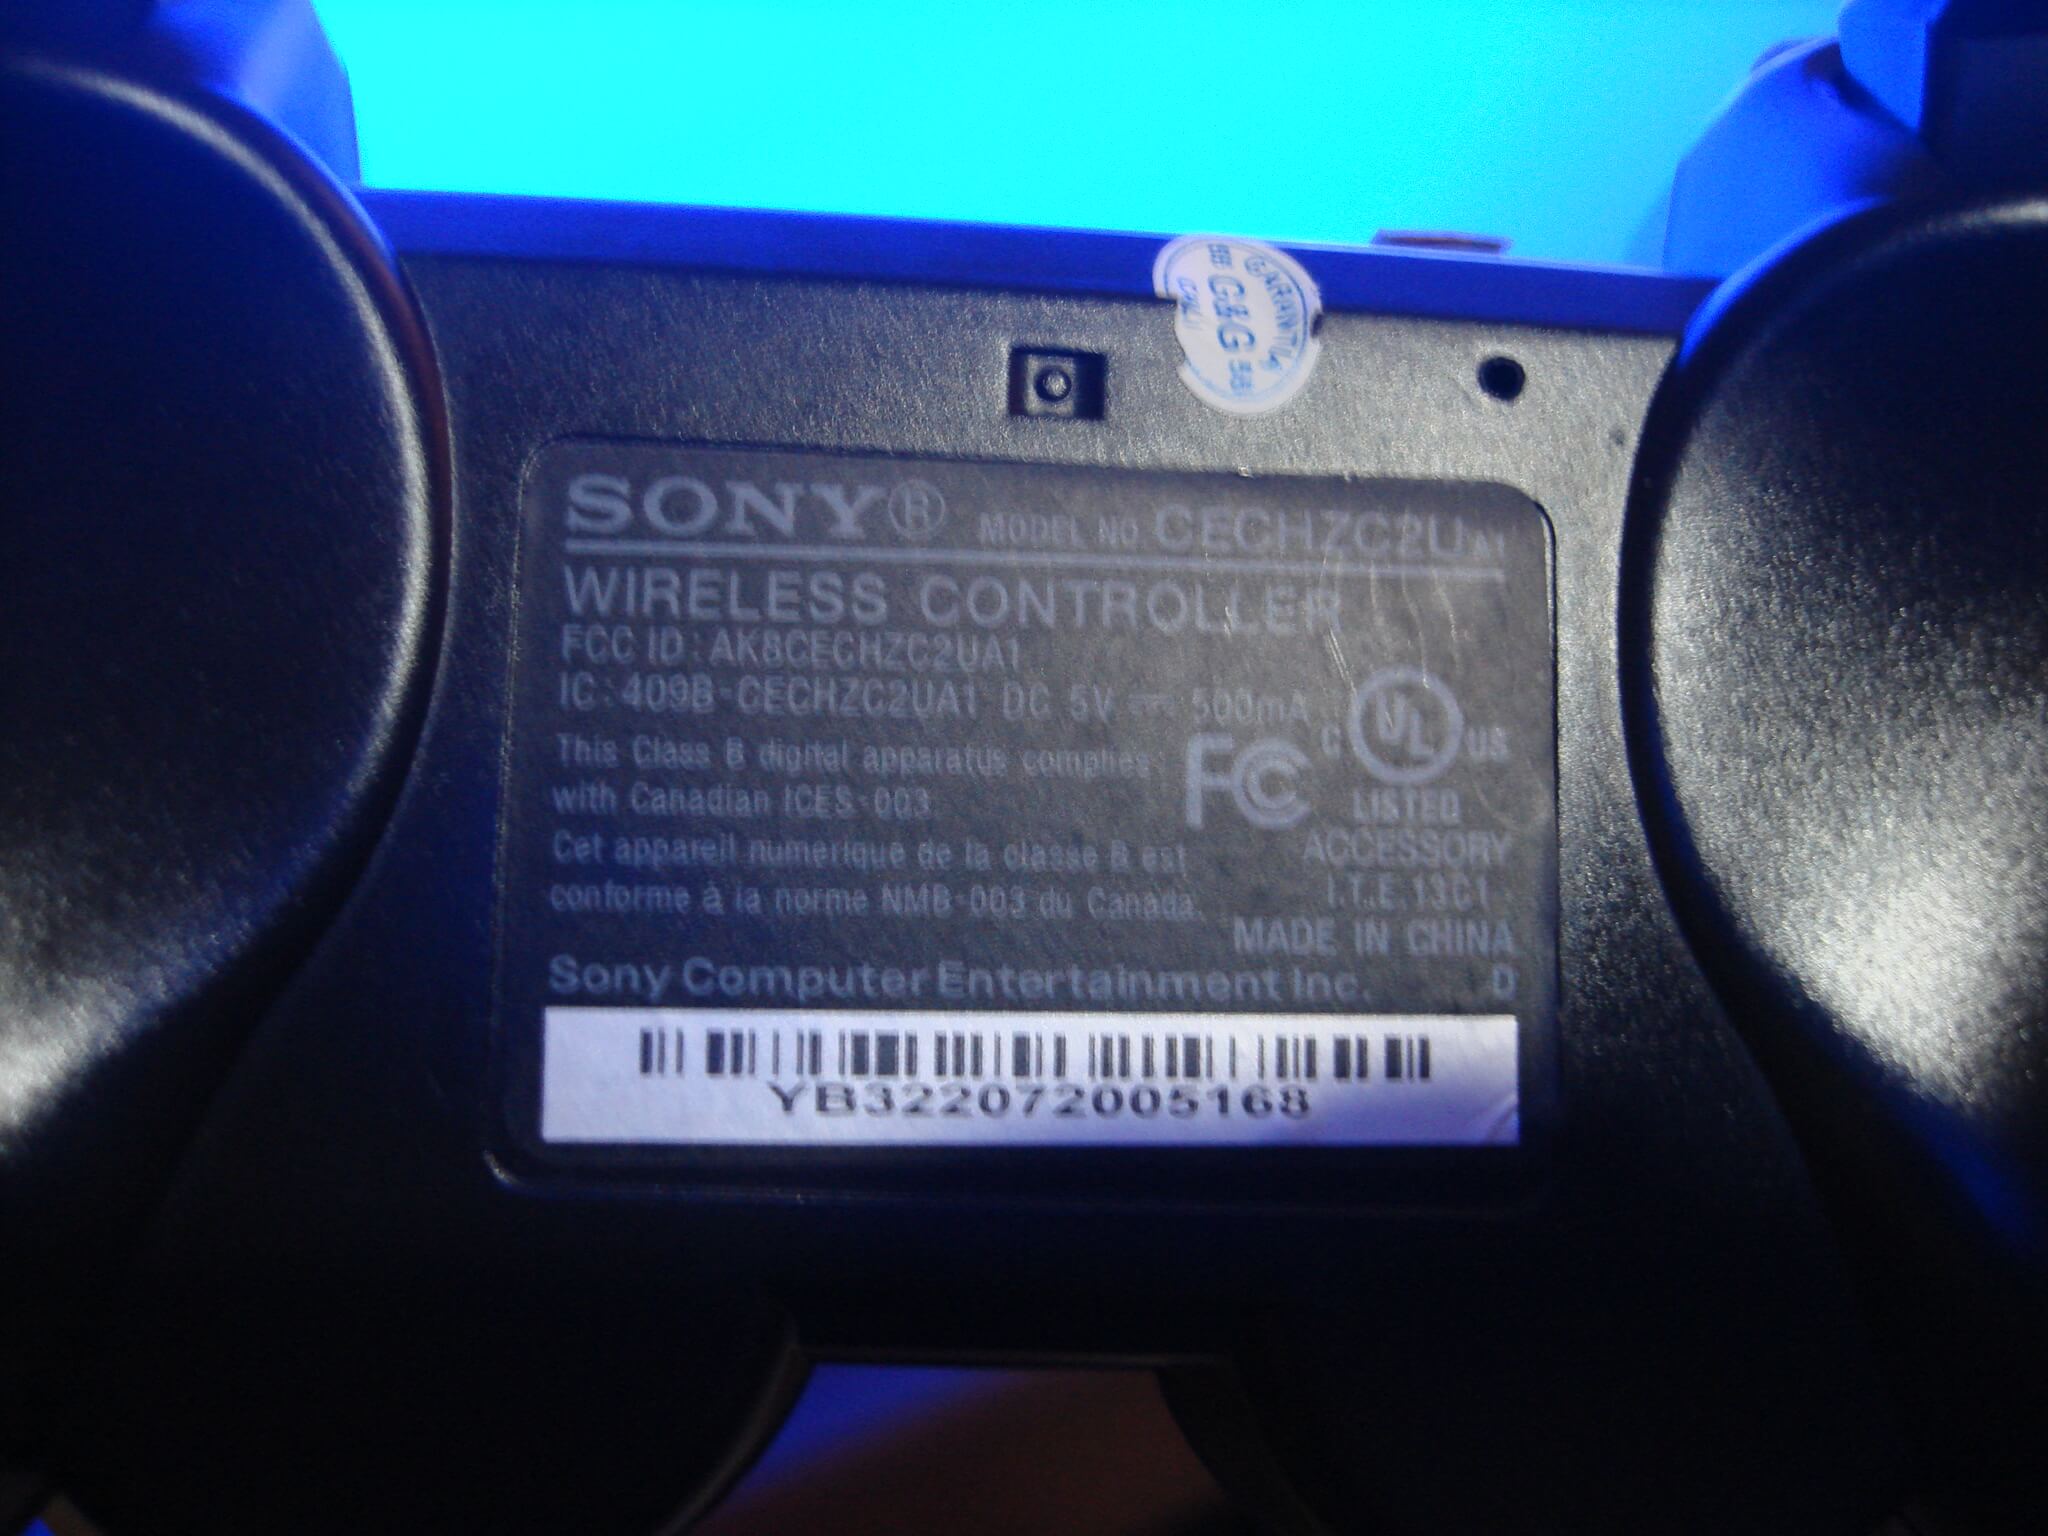 GARANTIA
G&G
CALI
SONY® MODEL NO. CECHZC2UA1
WIRELESS CONTROLLER
FCC ID: AK8CECHZC2UA1
IC: 409B-CECHZC2UA1 DC 5V ⎓ 500mA
This Class B digital apparatus complies
with Canadian ICES-003
Cet appareil numerique de la classe B est
conforme à la norme NMB-003 du Canada.
FC
C UL US
LISTED
ACCESSORY
I.T.E.13C1
MADE IN CHINA
Sony Computer Entertainment Inc. D
YB322072005168